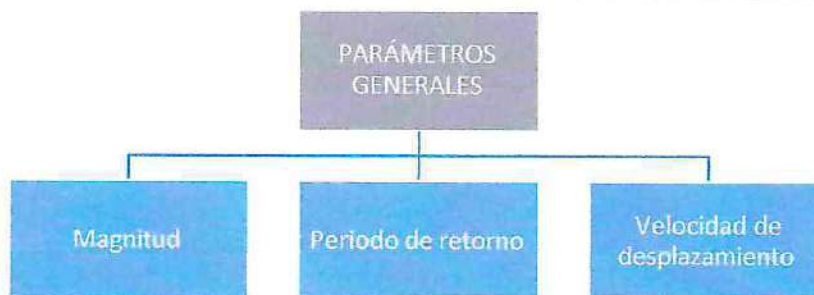 PARÁMETROS
GENERALES
Magnitud
Periodo de retorno
Velocidad de
desplazamiento